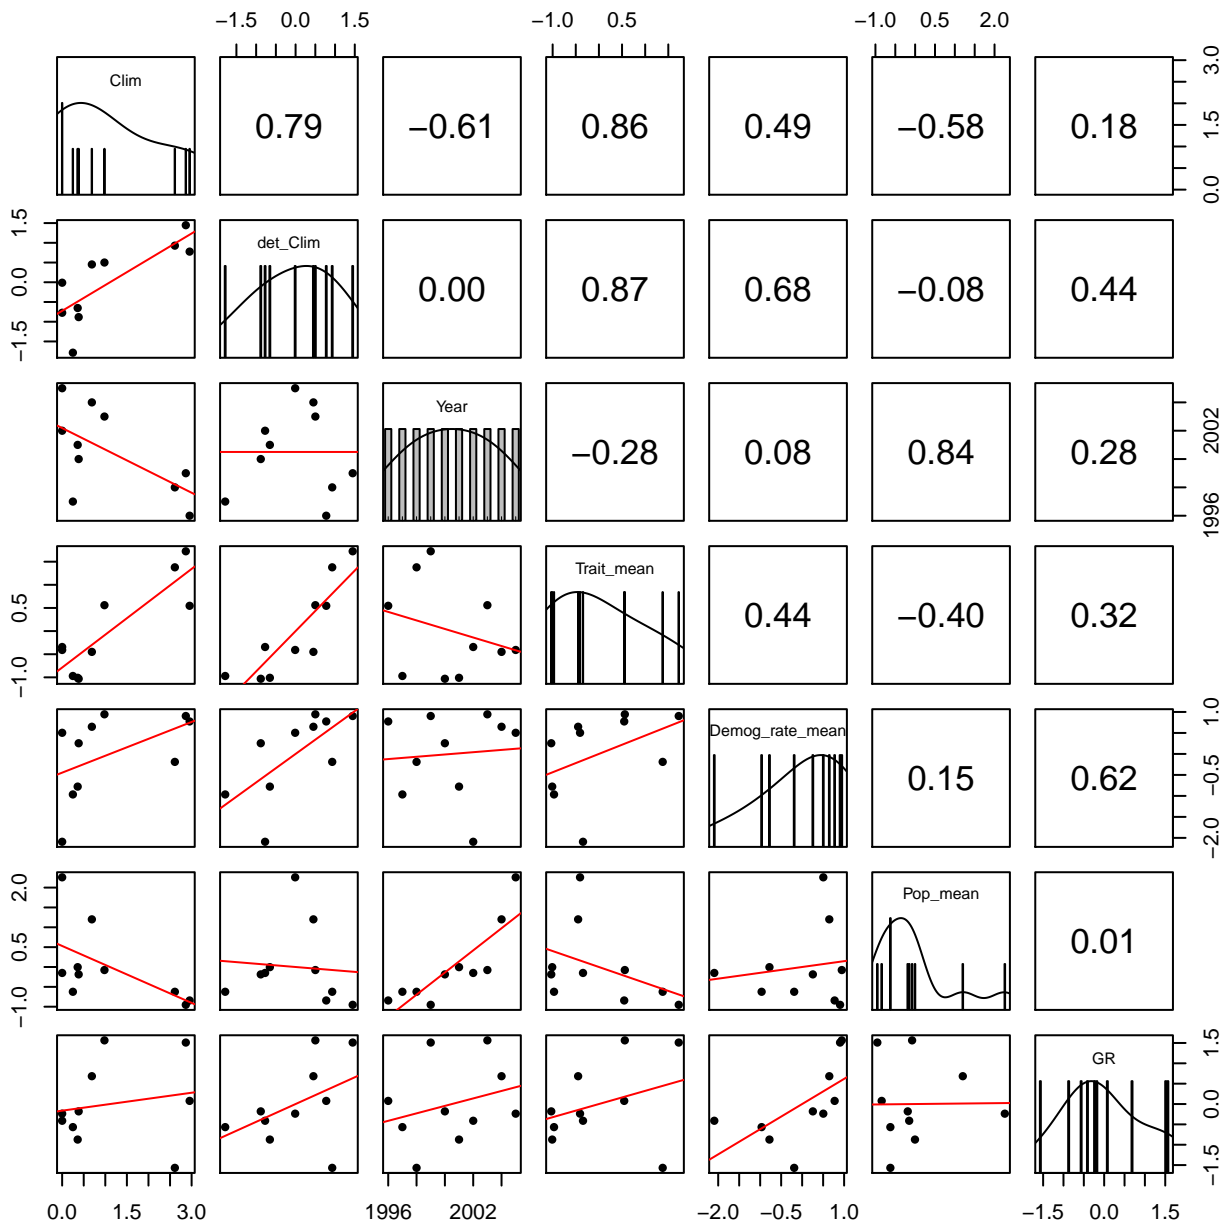 −1.5 0.0 1.5 −1.0 0.5 −1.0 0.5 2.0
Clim 0.79 −0.61 0.86 0.49 −0.58 0.18 0.0 1.5 3.0
−1.5 0.0 1.5 det_Clim 0.00 0.87 0.68 −0.08 0.44
Year −0.28 0.08 0.84 0.28 1996 2002
−1.0 0.5 Trait_mean 0.44 −0.40 0.32
Demog_rate_mean 0.15 0.62 −2.0 −0.5 1.0
−1.0 0.5 2.0 Pop_mean 0.01
GR −1.5 0.0 1.5
0.0 1.5 3.0 1996 2002 −2.0 −0.5 1.0 −1.5 0.0 1.5